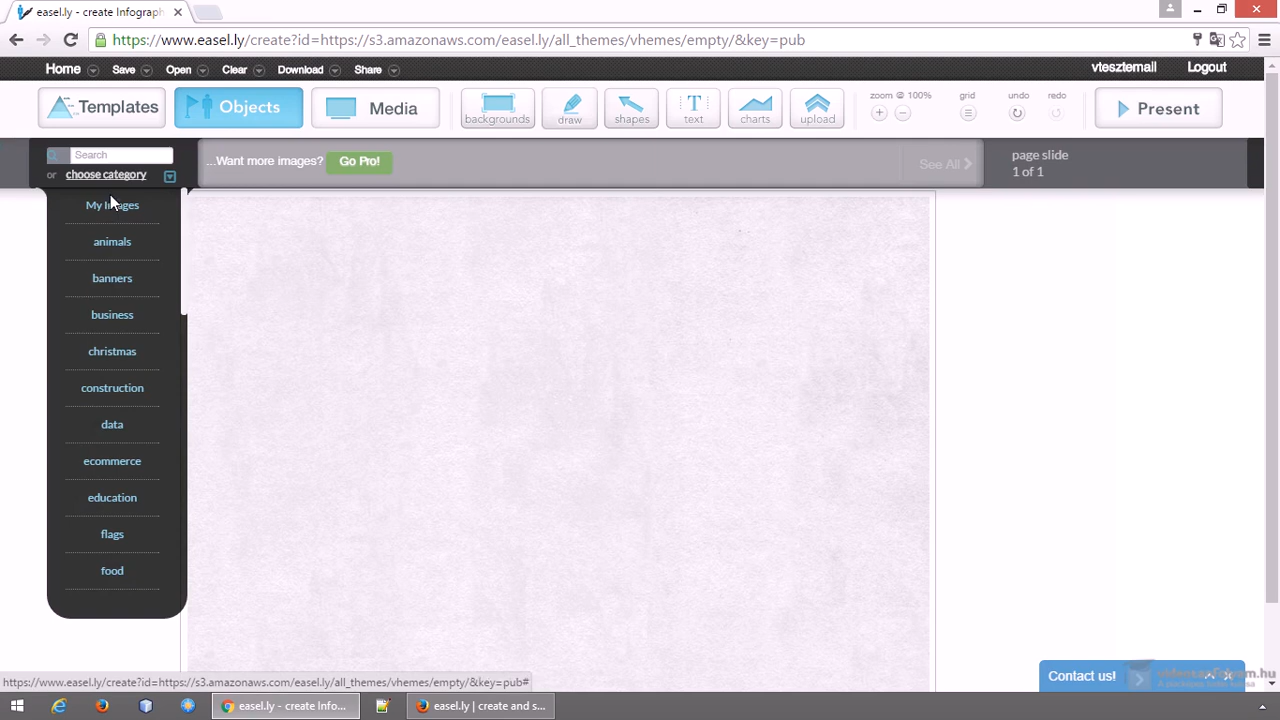 easel.ly - create Infograph
https://www.easel.ly/create?id=https://s3.amazonaws.com/easel.ly/all_themes/vhemes/empty/&key=pub
Home Save Open Clear Download Share vtesztemail Logout
Templates Objects Media backgrounds draw shapes T text charts upload zoom @ 100% grid undo redo Present
Search
or choose category
...Want more images? Go Pro! See All
page slide
1 of 1
My Images
animals
banners
business
christmas
construction
data
ecommerce
education
flags
food
https://www.easel.ly/create?id=https://s3.amazonaws.com/easel.ly/all_themes/vhemes/empty/&key=pub#
Contact us!
easel.ly - create Info...
easel.ly | create and s...